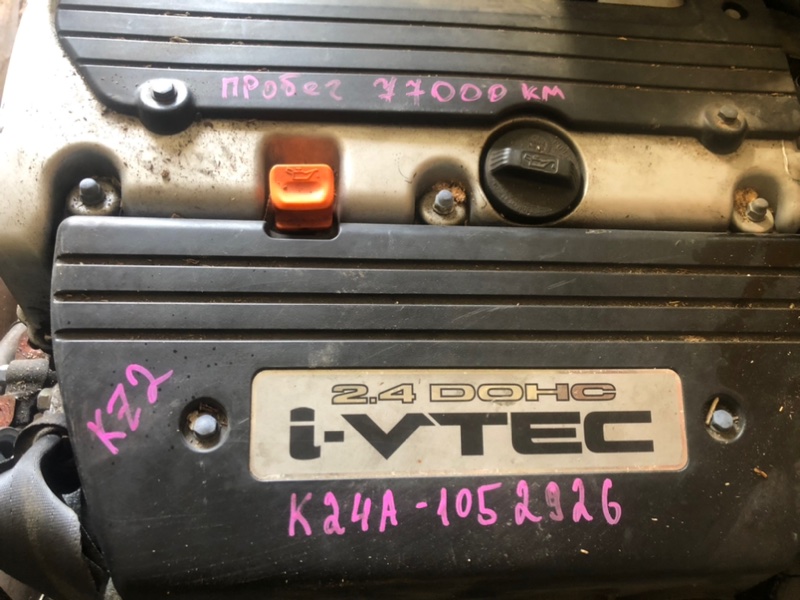 пробег 77000 км
KZ2
2.4 DOHC
i-VTEC
K24A-1052926